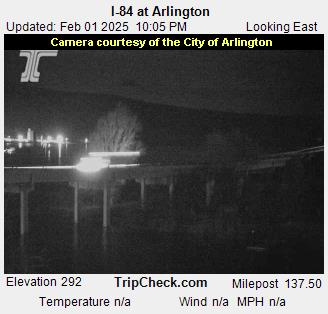 I-84 at Arlington
Updated: Feb 01 2025 10:05 PM Looking East
Camera courtesy of the City of Arlington
Elevation 292 TripCheck.com Milepost 137.50
Temperature n/a Wind n/a MPH n/a